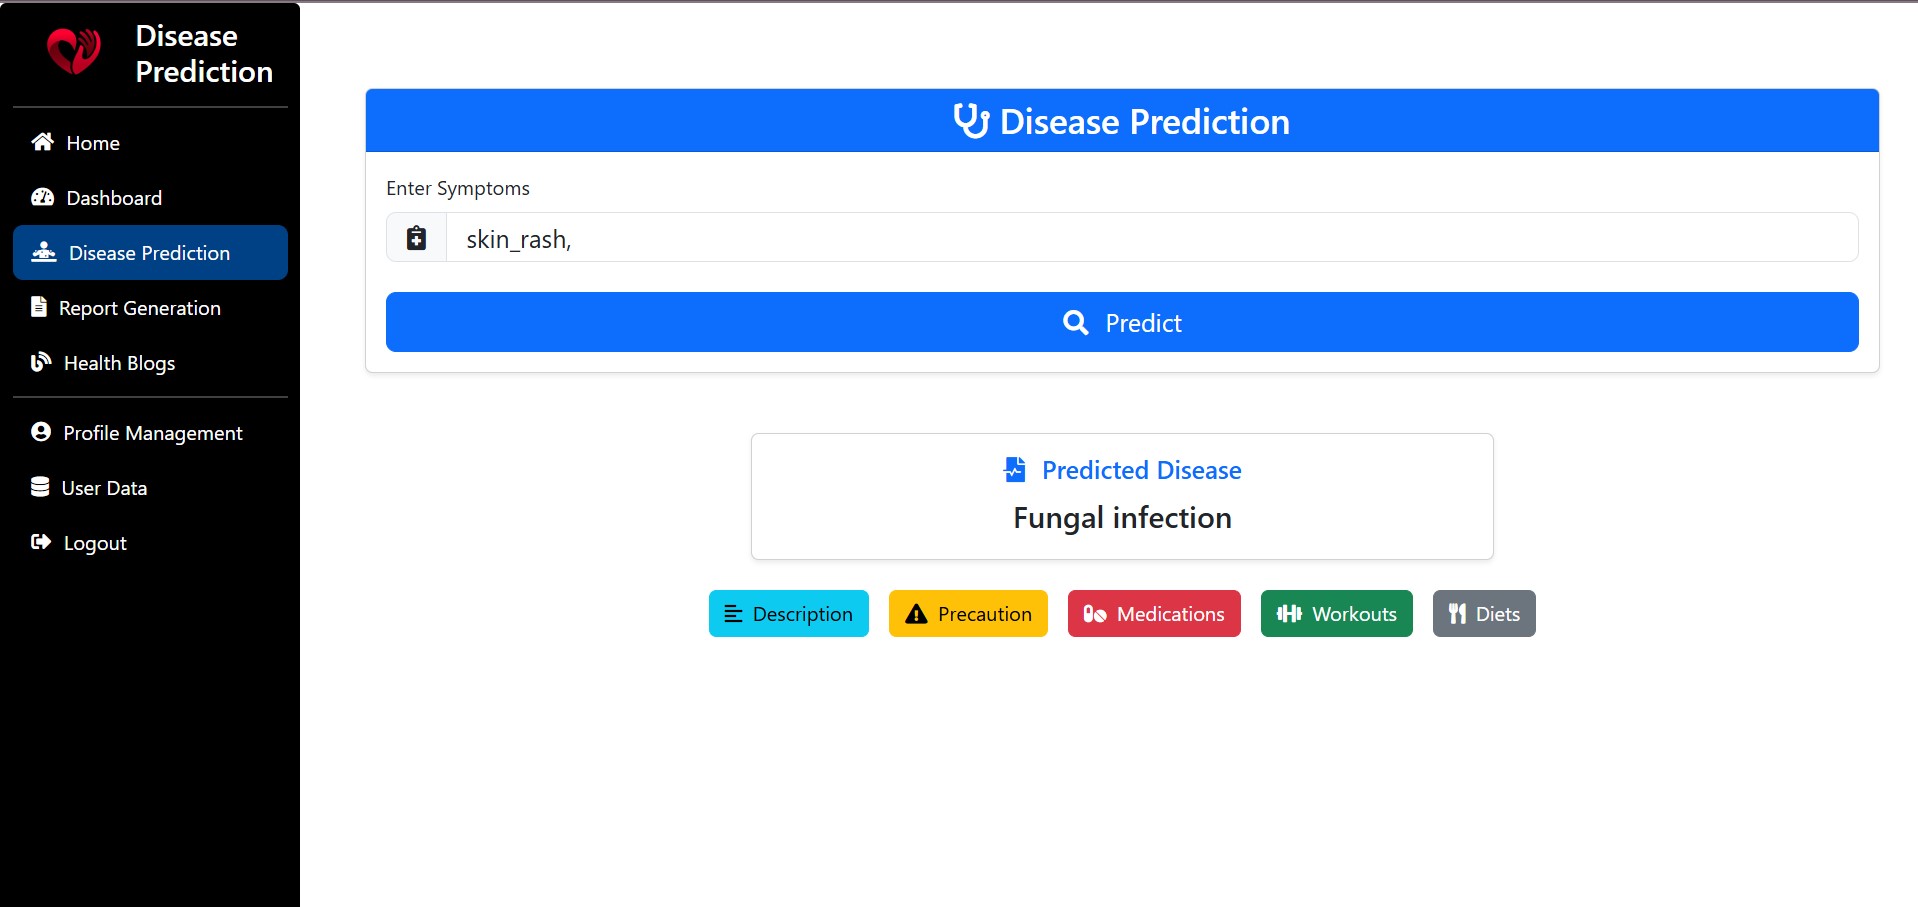 Disease
Prediction
Home
Dashboard
Disease Prediction
Report Generation
Health Blogs
Profile Management
User Data
Logout
Disease Prediction
Enter Symptoms
skin_rash,
Predict
Predicted Disease
Fungal infection
Description Precaution Medications Workouts Diets